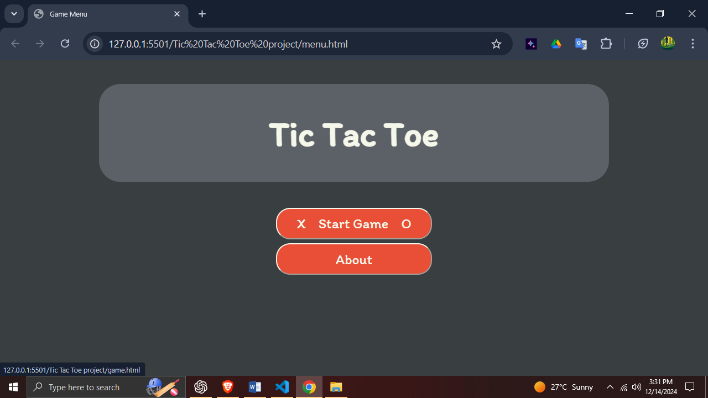 Game Menu
127.0.0.1:5501/Tic%20Tac%20Toe%20project/menu.html
Tic Tac Toe
X Start Game O
About
127.0.0.1:5501/Tic Tac Toe project/game.html
Type here to search
27°C Sunny
3:31 PM
12/14/2024